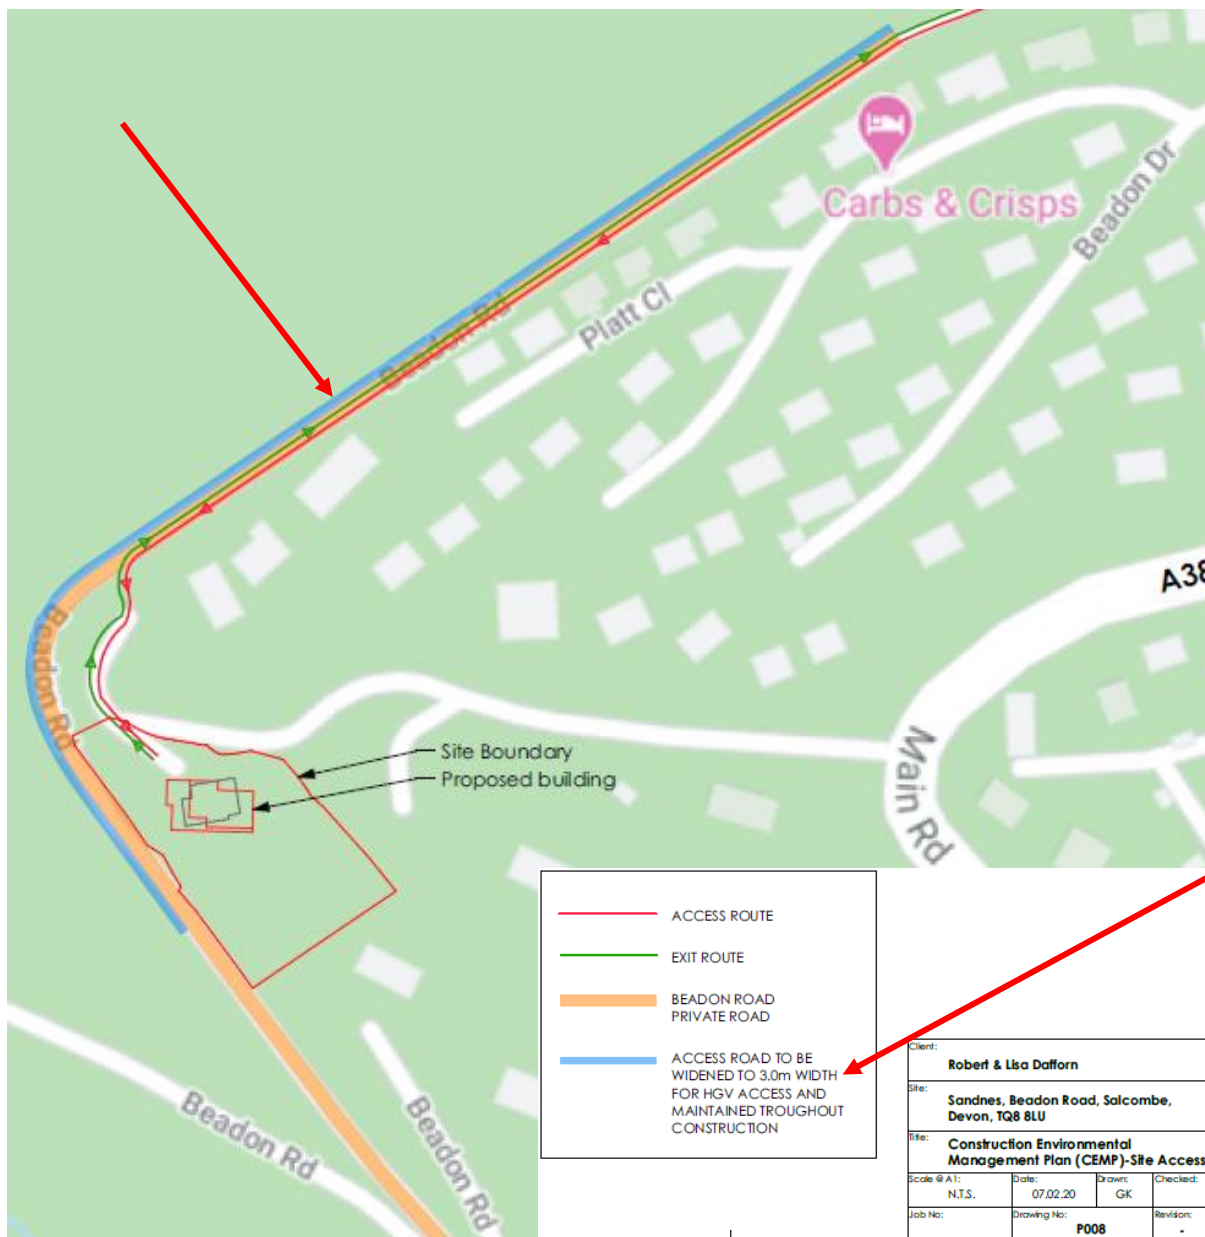 Carbs & Crisps
Beadon Dr
Beadon Rd
Platt Cl
A38
Beadon Rd
Main Rd
Site Boundary
Proposed building
Beadon Rd
Beadon Rd
ACCESS ROUTE
EXIT ROUTE
BEADON ROAD
PRIVATE ROAD
ACCESS ROAD TO BE
WIDENED TO 3.0m WIDTH
FOR HGV ACCESS AND
MAINTAINED TROUGHOUT
CONSTRUCTION
Client:
Robert & Lisa Dafforn
Site:
Sandnes, Beadon Road, Salcombe,
Devon, TQ8 8LU
Title:
Construction Environmental
Management Plan (CEMP)-Site Access
Scale @ A1:
N.T.S.
Date:
07.02.20
Drawn:
GK
Checked:
Job No:
Drawing No:
P008
Revision:
-